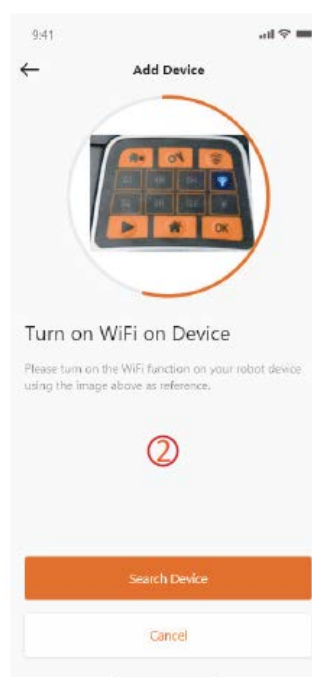 9:41
Add Device
OK
Turn on WiFi on Device
Please turn on the WiFi function on your robot device
using the image above as reference.
②
Search Device
Cancel